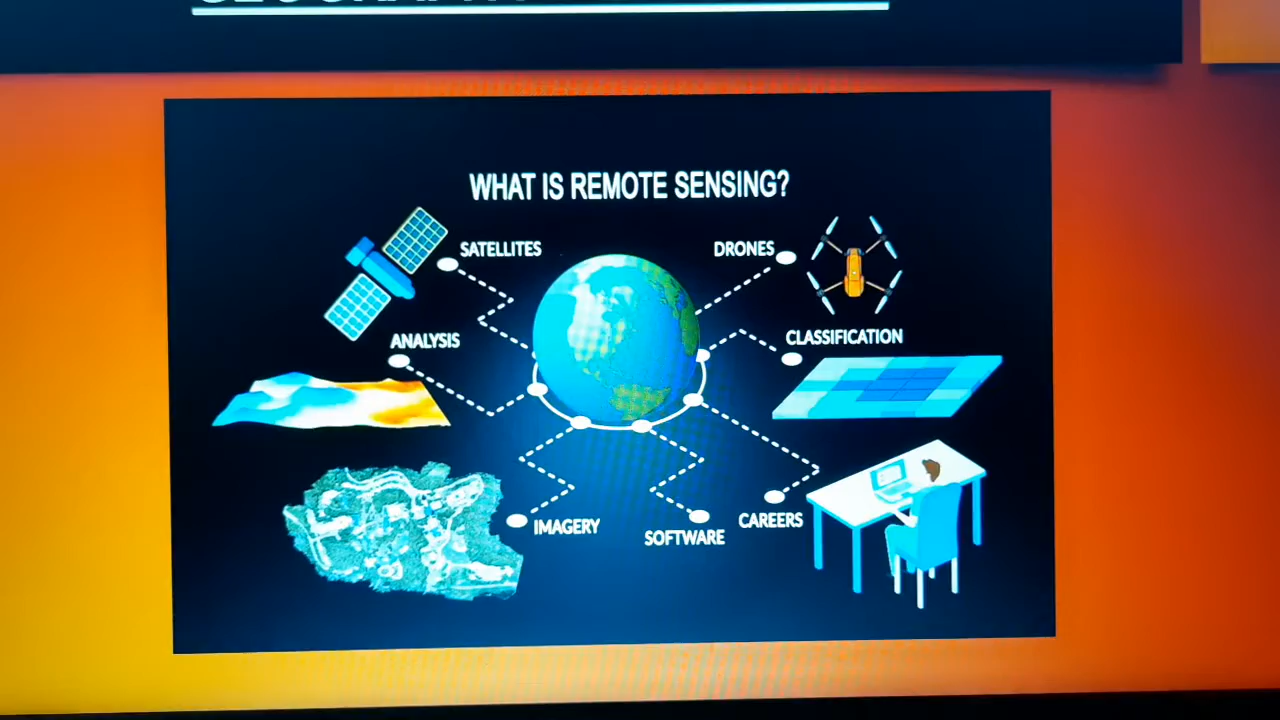 WHAT IS REMOTE SENSING?
SATELLITES
DRONES
ANALYSIS
CLASSIFICATION
IMAGERY
SOFTWARE
CAREERS